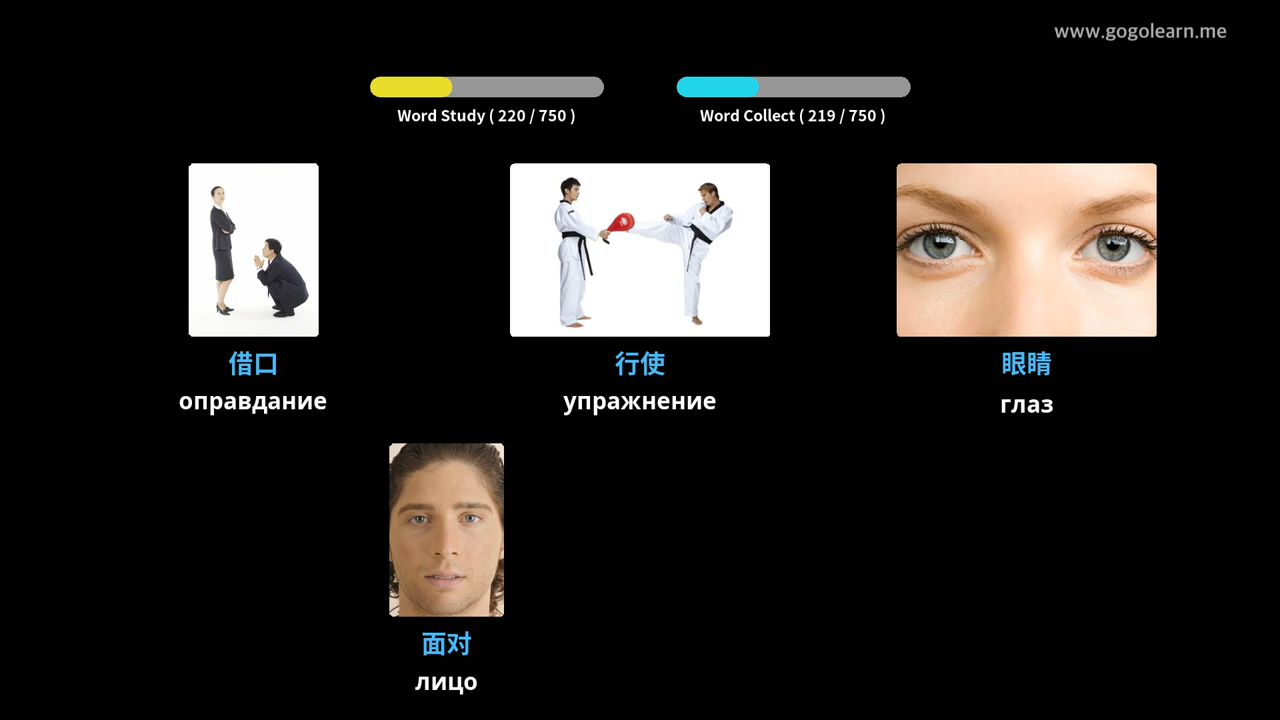 www.gogolearn.me
Word Study ( 220 / 750 )
Word Collect ( 219 / 750 )
借口
оправдание
行使
упражнение
眼睛
глаз
面对
лицо